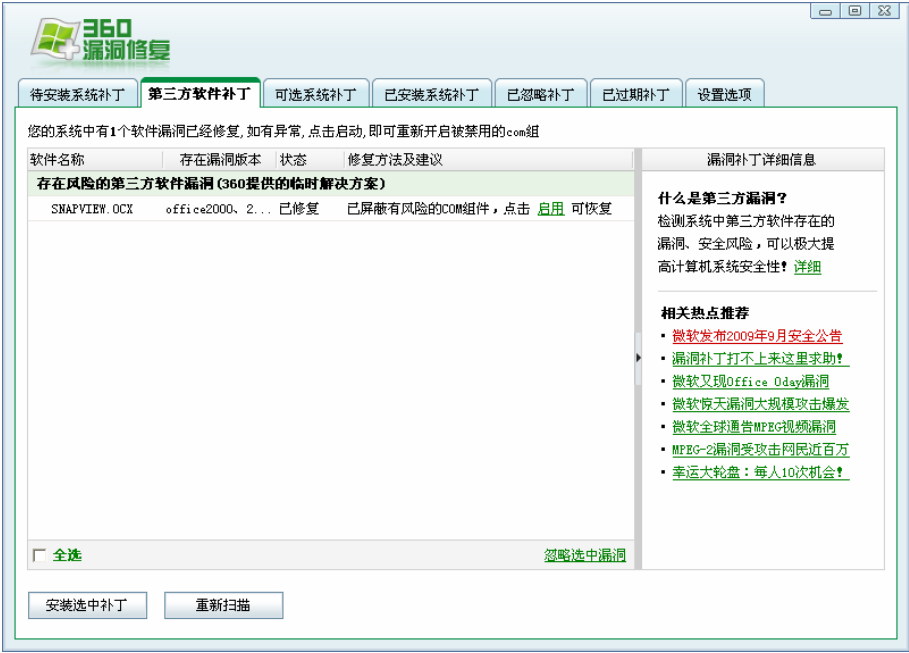 360
漏洞修复
待安装系统补丁 第三方软件补丁 可选系统补丁 已安装系统补丁 已忽略补丁 已过期补丁 设置选项
您的系统中有1个软件漏洞已经修复,如有异常,点击启动,即可重新开启被禁用的com组
软件名称 存在漏洞版本 状态 修复方法及建议
存在风险的第三方软件漏洞(360提供的临时解决方案)
SNAPVIEW.OCX office2000、2... 已修复 已屏蔽有风险的COM组件，点击 启用 可恢复
全选 忽略选中漏洞
安装选中补丁 重新扫描
漏洞补丁详细信息
什么是第三方漏洞?
检测系统中第三方软件存在的
漏洞、安全风险，可以极大提
高计算机系统安全性! 详细
相关热点推荐
· 微软发布2009年9月安全公告
· 漏洞补丁打不上来这里求助!
· 微软又现Office 0day漏洞
· 微软惊天漏洞大规模攻击爆发
· 微软全球通告MPEG视频漏洞
· MPEG-2漏洞受攻击网民近百万
· 幸运大轮盘：每人10次机会!